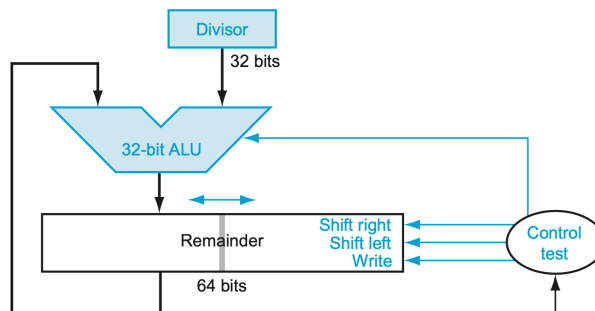 Divisor
32 bits
32-bit ALU
Remainder
Shift right
Shift left
Write
Control
test
64 bits